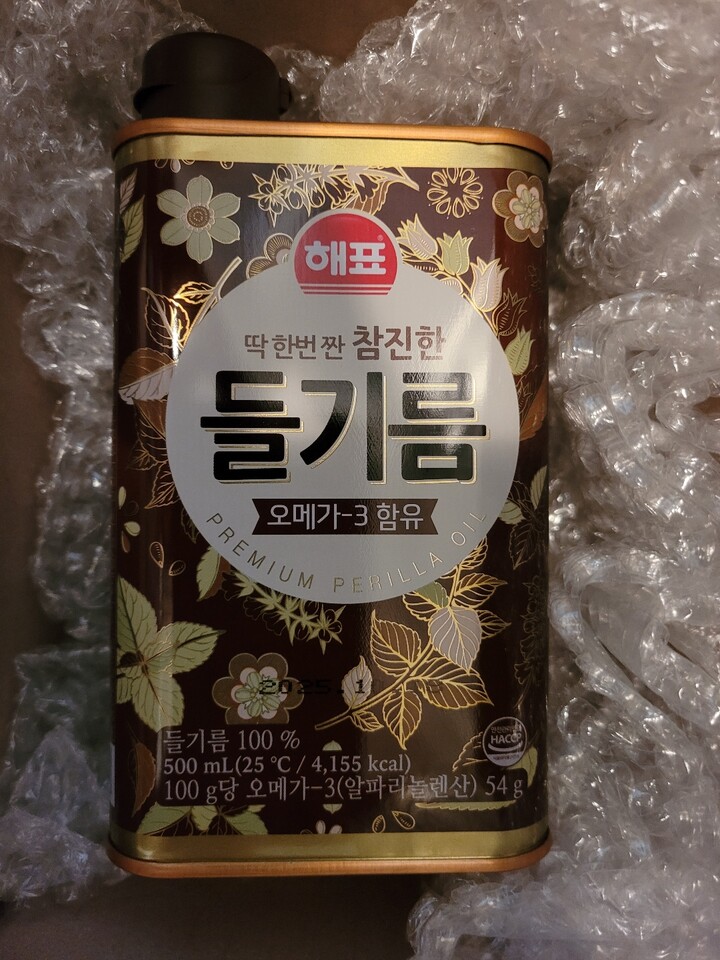 해표
딱 한번 짠 참진한
들기름
오메가-3 함유
PREMIUM PERILLA OIL
들기름 100 %
500 mL(25 ℃ / 4,155 kcal)
100 g당 오메가-3(알파리놀렌산) 54 g
HACCP